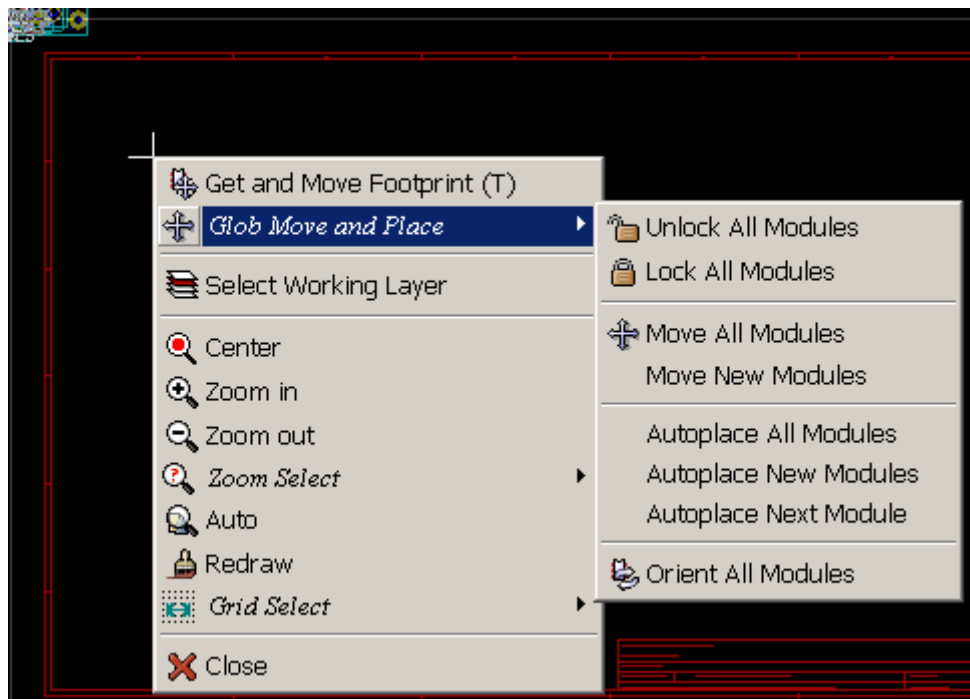 Get and Move Footprint (T)
Glob Move and Place
Select Working Layer
Center
Zoom in
Zoom out
Zoom Select
Auto
Redraw
Grid Select
Close
Unlock All Modules
Lock All Modules
Move All Modules
Move New Modules
Autoplace All Modules
Autoplace New Modules
Autoplace Next Module
Orient All Modules